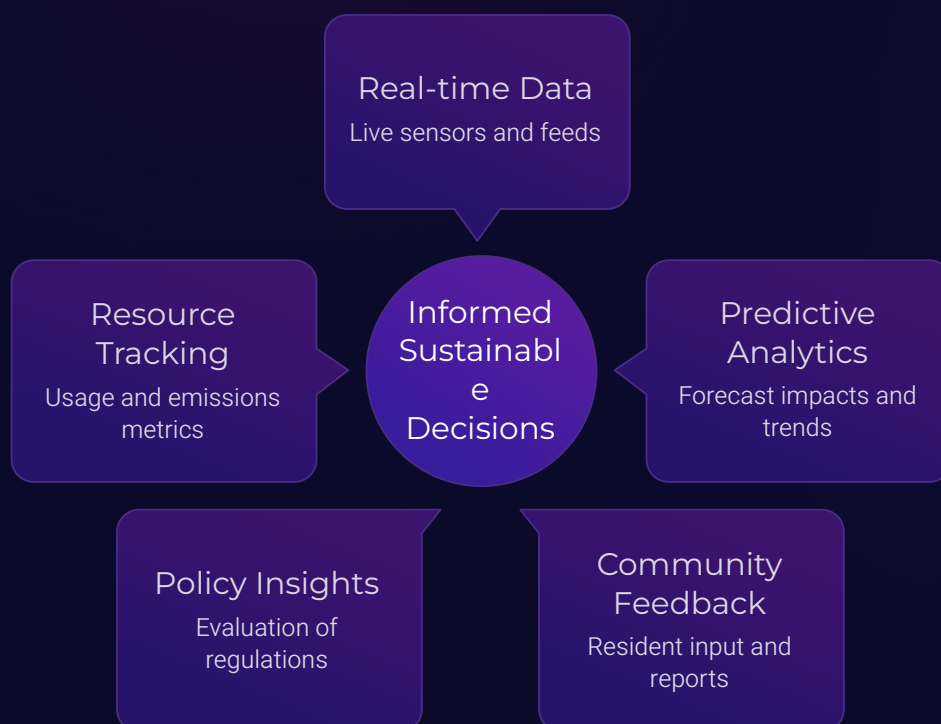 Real-time Data
Live sensors and feeds
Resource
Tracking
Usage and emissions
metrics
Informed
Sustainabl
e
Decisions
Predictive
Analytics
Forecast impacts and
trends
Policy Insights
Evaluation of
regulations
Community
Feedback
Resident input and
reports